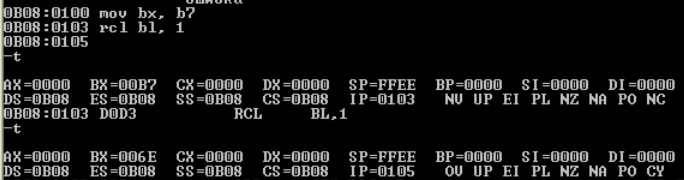 0B08:0100 mov bx, b7
0B08:0103 rcl bl, 1
0B08:0105
-t
AX=0000 BX=00B7 CX=0000 DX=0000 SP=FFEE BP=0000 SI=0000 DI=0000
DS=0B08 ES=0B08 SS=0B08 CS=0B08 IP=0103 NV UP EI PL NZ NA PO NC
0B08:0103 D0D3 RCL BL,1
-t
AX=0000 BX=006E CX=0000 DX=0000 SP=FFEE BP=0000 SI=0000 DI=0000
DS=0B08 ES=0B08 SS=0B08 CS=0B08 IP=0105 OV UP EI PL NZ NA PO CY